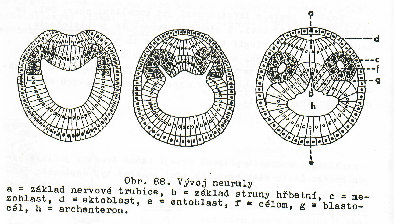 a
d
c
f
g
b
h
e
Obr. 68. Vývoj neuruly
a = základ nervové trubice, b = základ struny hřbetní, c = me-
zoblast, d = ektoblast, e = entoblast, f = célom, g = blasto-
cél, h = archenteron.